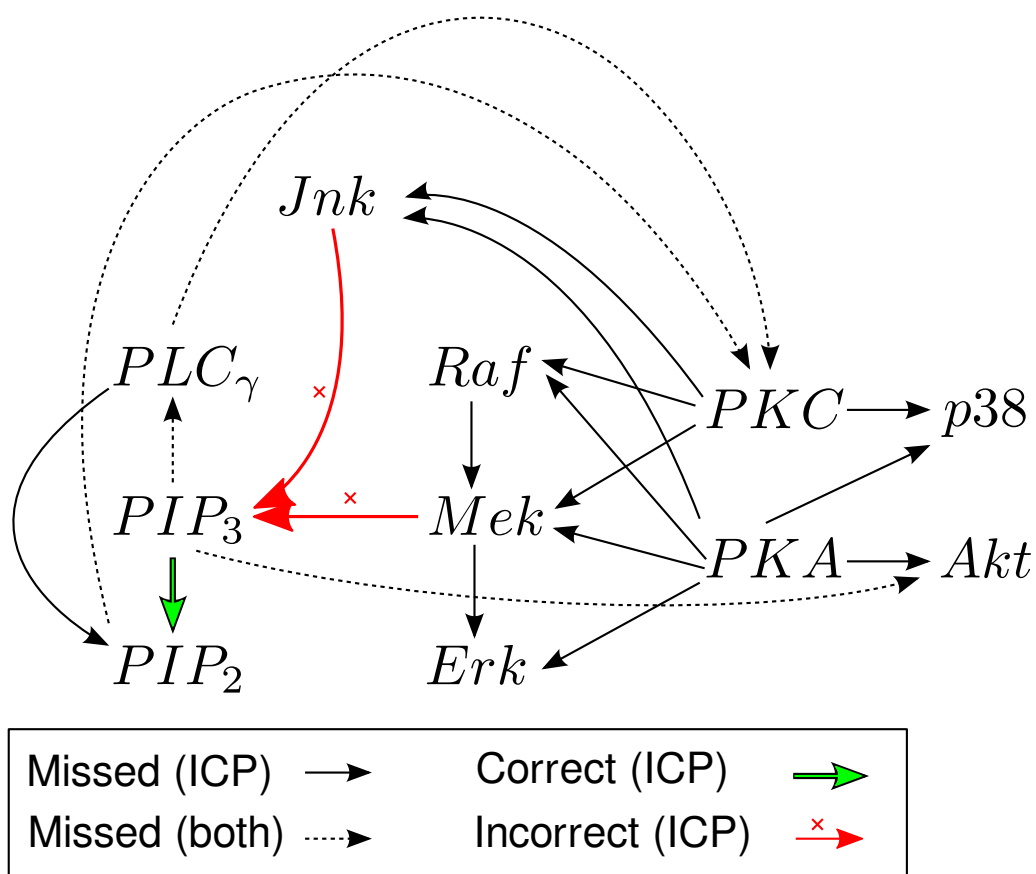 Jnk
PLCγ
Raf
PKC
p38
×
PIP3
×
Mek
PKA
Akt
PIP2
Erk
Missed (ICP)
Correct (ICP)
Missed (both)
Incorrect (ICP)
×